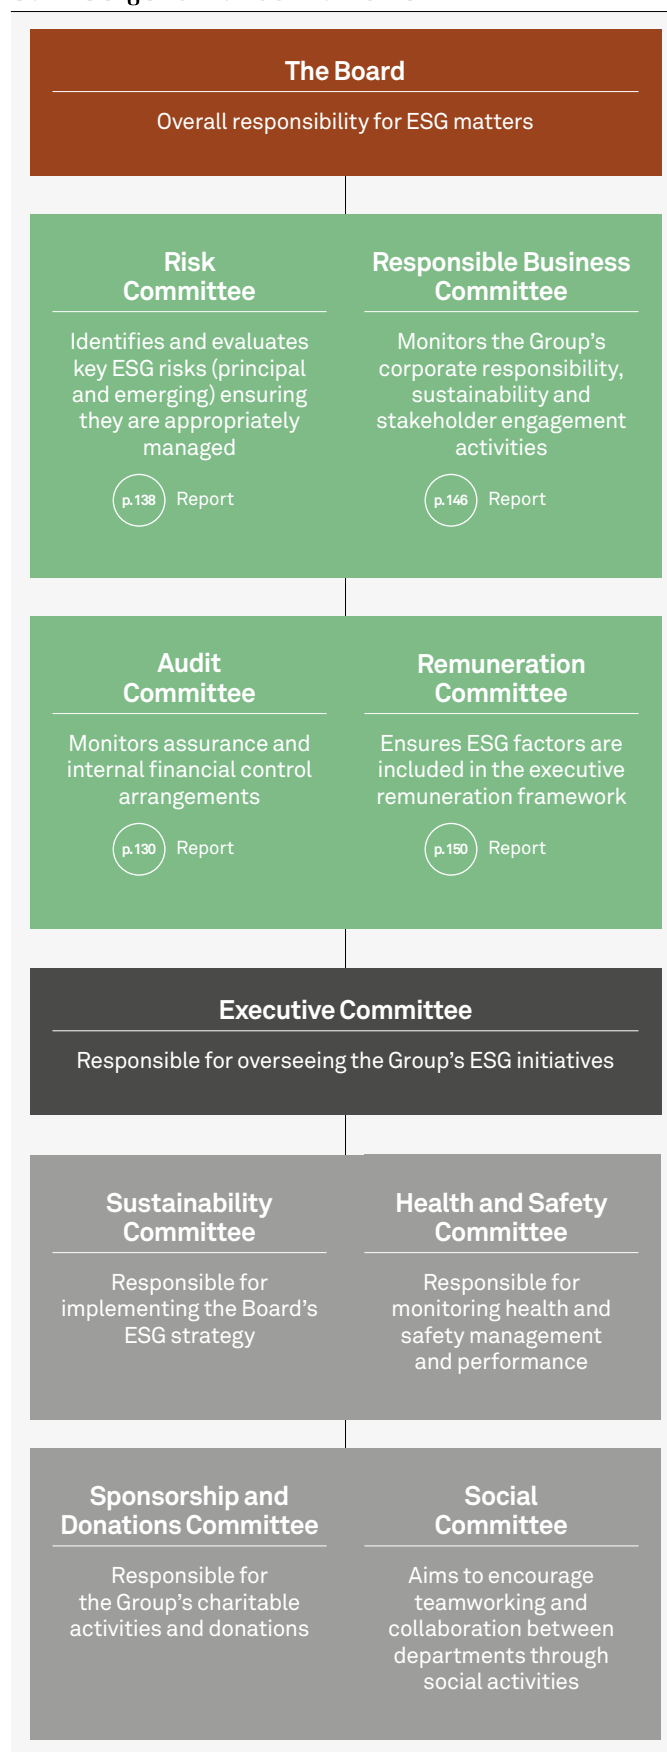 The Board
Overall responsibility for ESG matters
Risk
Committee
Identifies and evaluates
key ESG risks (principal
and emerging) ensuring
they are appropriately
managed
p.138 Report
Responsible Business
Committee
Monitors the Group's
corporate responsibility,
sustainability and
stakeholder engagement
activities
p.146 Report
Audit
Committee
Monitors assurance and
internal financial control
arrangements
p.130 Report
Remuneration
Committee
Ensures ESG factors are
included in the executive
remuneration framework
p.150 Report
Executive Committee
Responsible for overseeing the Group's ESG initiatives
Sustainability
Committee
Responsible for
implementing the Board's
ESG strategy
Health and Safety
Committee
Responsible for
monitoring health and
safety management
and performance
Sponsorship and
Donations Committee
Responsible for
the Group's charitable
activities and donations
Social
Committee
Aims to encourage
teamworking and
collaboration between
departments through
social activities